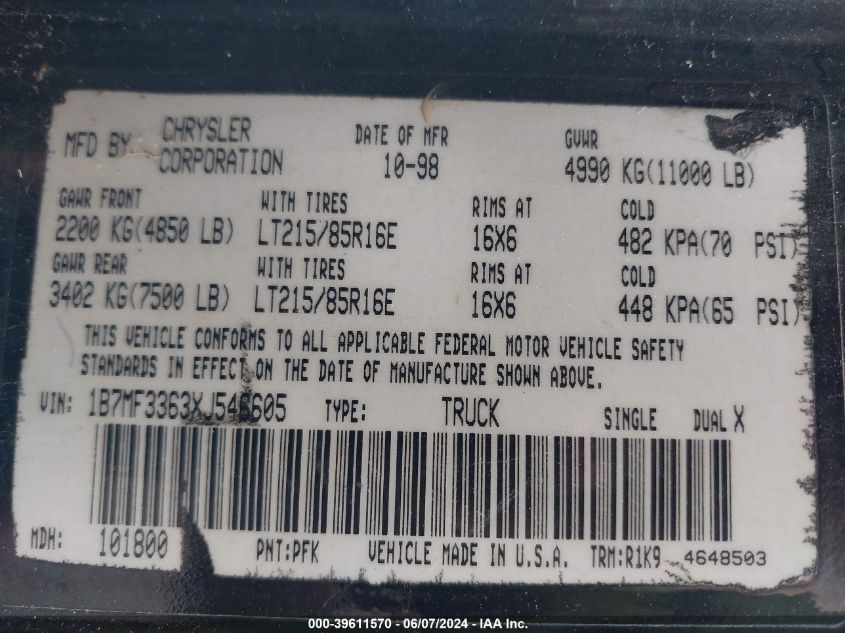 MFD BY CHRYSLER CORPORATION DATE OF MFR 10-98 GVWR 4990 KG(11000 LB)
GAWR FRONT WITH TIRES RIMS AT COLD
2200 KG(4850 LB) LT215/85R16E 16X6 482 KPA(70 PSI)
GAWR REAR WITH TIRES RIMS AT COLD
3402 KG(7500 LB) LT215/85R16E 16X6 448 KPA(65 PSI)
THIS VEHICLE CONFORMS TO ALL APPLICABLE FEDERAL MOTOR VEHICLE SAFETY
STANDARDS IN EFFECT ON THE DATE OF MANUFACTURE SHOWN ABOVE.
VIN: 1B7MF3363XJ546605 TYPE: TRUCK SINGLE DUAL X
MDH: 101800 PNT:PFK VEHICLE MADE IN U.S.A. TRM:R1K9 4648503
000-39611570 - 06/07/2024 - IAA Inc.